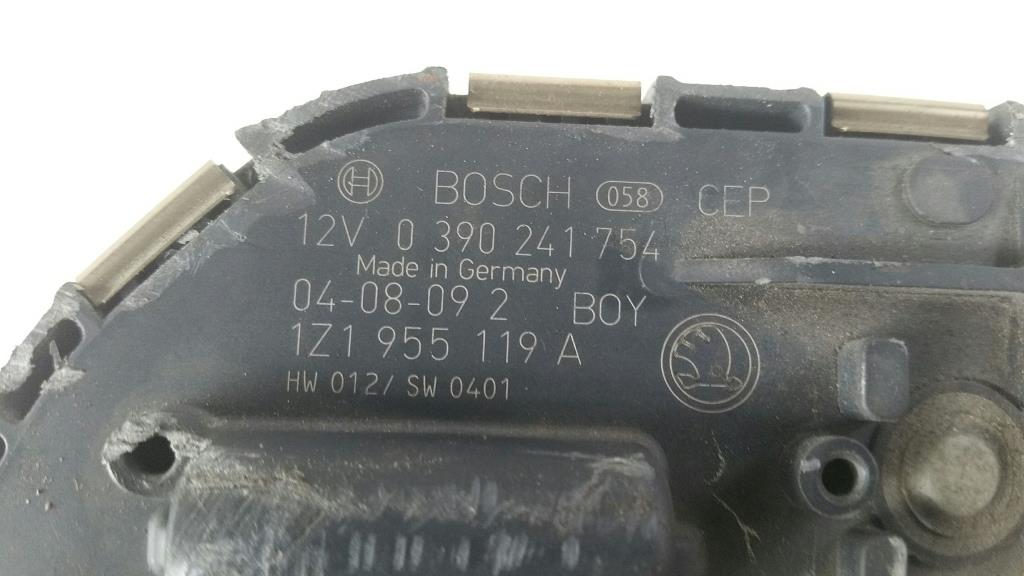 BOSCH 058 CEP
12V 0 390 241 754
Made in Germany
04-08-09 2 BOY
1Z1 955 119 A
HW 012/ SW 0401